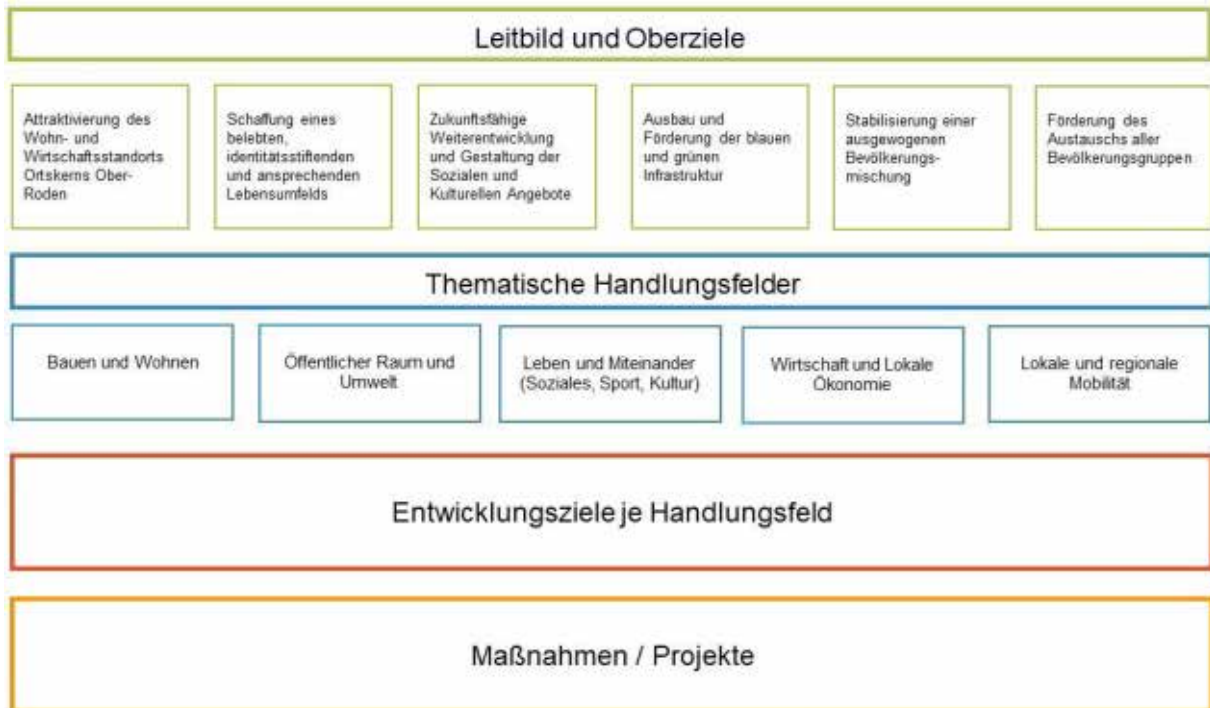 Leitbild und Oberziele
Attraktivierung des
Wohn- und
Wirtschaftsstandorts
Ortskerns Ober-
Roden
Schaffung eines
belebten,
identitätsstiftenden
und ansprechenden
Lebensumfelds
Zukunftsfähige
Weiterentwicklung
und Gestaltung der
Sozialen und
Kulturellen Angebote
Ausbau und
Förderung der blauen
und grünen
Infrastruktur
Stabilisierung einer
ausgewogenen
Bevölkerungs-
mischung
Förderung des
Austauschs aller
Bevölkerungsgruppen
Thematische Handlungsfelder
Bauen und Wohnen
Öffentlicher Raum und
Umwelt
Leben und Miteinander
(Soziales, Sport, Kultur)
Wirtschaft und Lokale
Ökonomie
Lokale und regionale
Mobilität
Entwicklungsziele je Handlungsfeld
Maßnahmen / Projekte